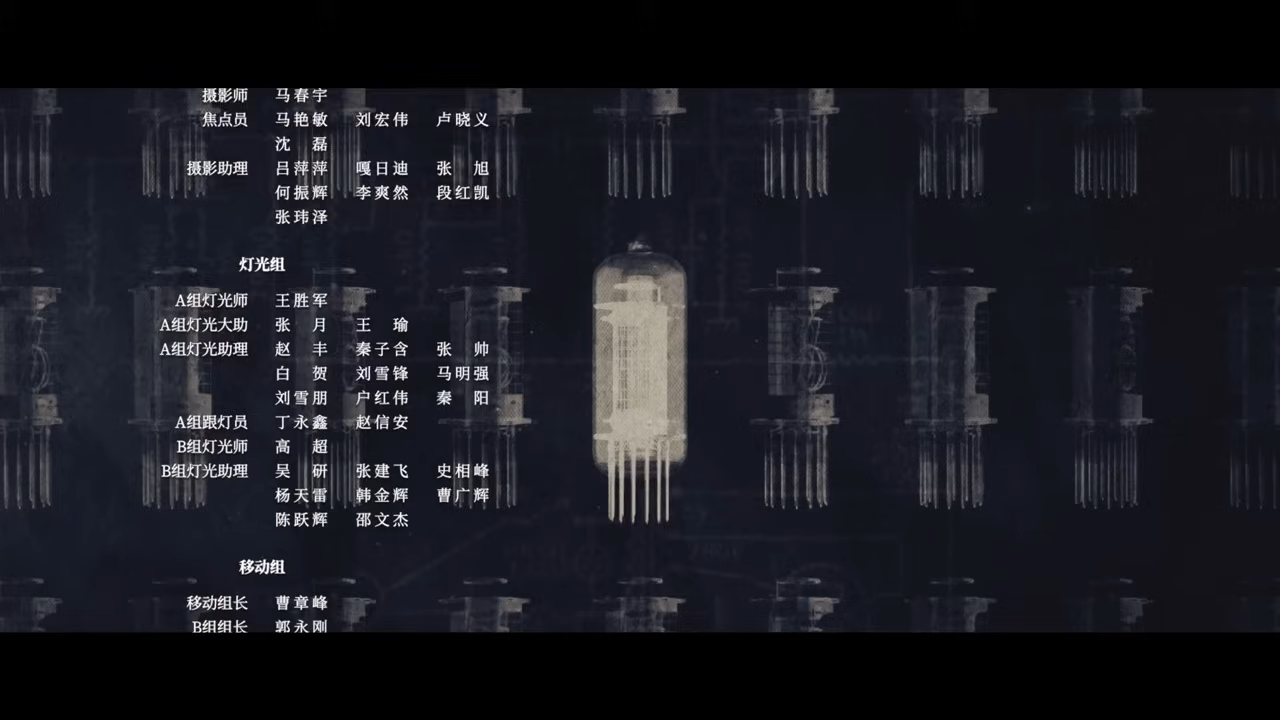 摄影师 马春宇
焦点员 马艳敏 刘宏伟 卢晓义
沈 磊
摄影助理 吕萍萍 嘎日迪 张 旭
何振辉 李爽然 段红凯
张玮泽
灯光组
A组灯光师 王胜军
A组灯光大助 张 月 王 瑜
A组灯光助理 赵 丰 秦子含 张 帅
白 贺 刘雪锋 马明强
刘雪朋 户红伟 秦 阳
A组跟灯员 丁永鑫 赵信安
B组灯光师 高 超
B组灯光助理 吴 研 张建飞 史相峰
杨天雷 韩金辉 曹广辉
陈跃辉 邵文杰
移动组
移动组长 曹章峰
B组组长 郭永刚